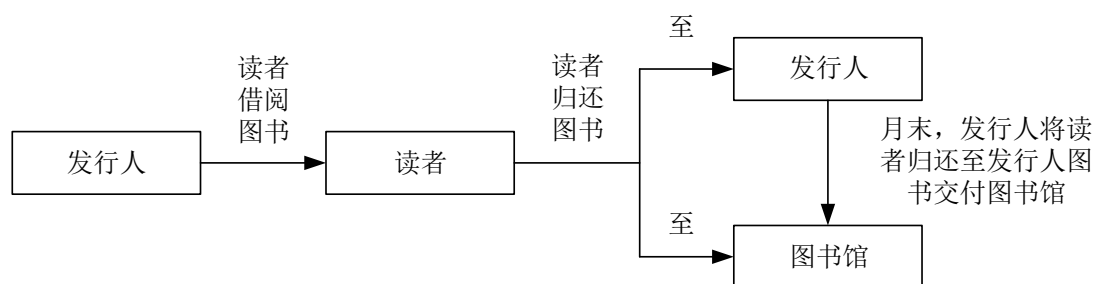 发行人
读者
借阅
图书
读者
读者
归还
图书
至
发行人
月末，发行人将读
者归还至发行人图
书交付图书馆
至
图书馆